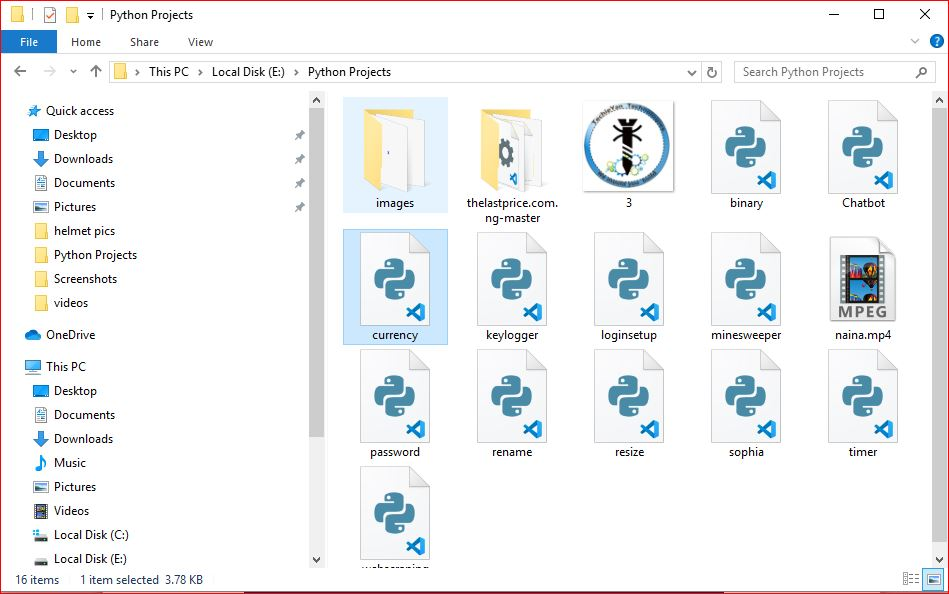 Python Projects
File
Home
Share
View
This PC
Local Disk (E:)
Python Projects
Search Python Projects
Quick access
Desktop
Downloads
Documents
Pictures
helmet pics
Python Projects
Screenshots
videos
OneDrive
This PC
Desktop
Documents
Downloads
Music
Pictures
Videos
Local Disk (C:)
Local Disk (E:)
images
thelastprice.com.
ng-master
3
binary
Chatbot
currency
keylogger
loginsetup
minesweeper
MPEG
naina.mp4
password
rename
resize
sophia
timer
16 items
1 item selected 3.78 KB